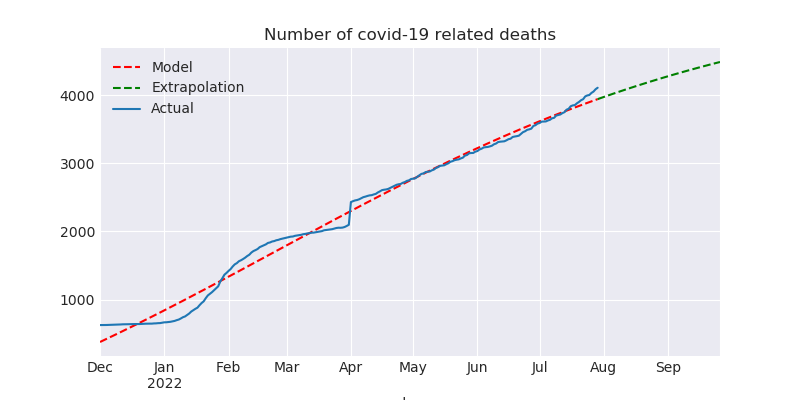 Number of covid-19 related deaths
Model
Extrapolation
Actual
4000
3000
2000
1000
Dec Jan Feb Mar Apr May Jun Jul Aug Sep
2022